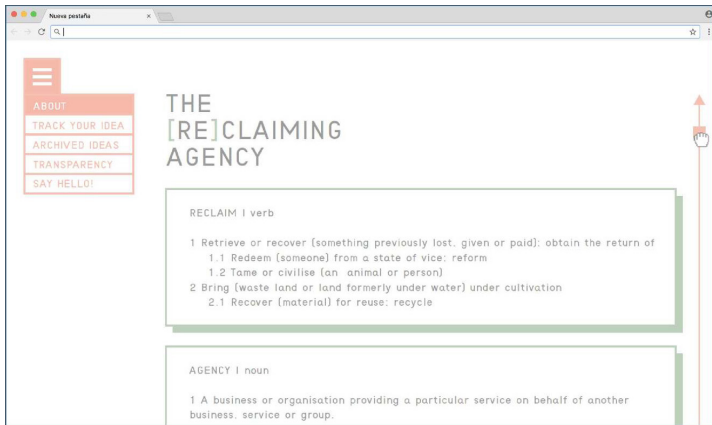 Nueva pestaña
ABOUT
TRACK YOUR IDEA
ARCHIVED IDEAS
TRANSPARENCY
SAY HELLO!
THE
[RE]CLAIMING
AGENCY
RECLAIM | verb
1 Retrieve or recover (something previously lost, given or paid); obtain the return of
1.1 Redeem (someone) from a state of vice; reform
1.2 Tame or civilise (an animal or person)
2 Bring (waste land or land formerly under water) under cultivation
2.1 Recover (material) for reuse; recycle
AGENCY | noun
1 A business or organisation providing a particular service on behalf of another
business, service or group.